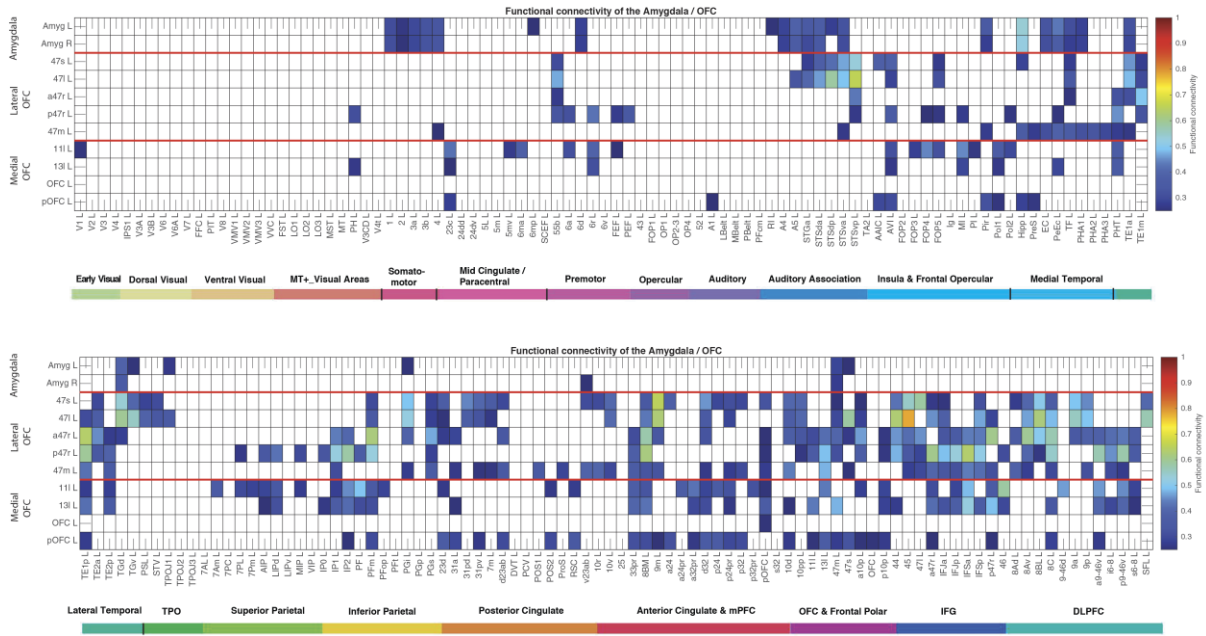 Functional connectivity of the Amygdala / OFC
Amygdala
Amyg L
Amyg R
Lateral OFC
47s L
47l L
a47r L
p47r L
47m L
Medial OFC
11l L
13l L
OFC L
pOFC L
V1 L V2 L V3 L V4 L IPS1 L V3A L V3B L V6 L V6A L V7 L FFC L PIT L V8 L VMV1 L VMV2 L VMV3 L VVC L FST L LO1 L LO2 L LO3 L MST L MT L PH L V3CD L V4t L 1 L 2 L 3a L 3b L 4 L 23c L 24dd L 24dv L 5L L 5m L 5mv L 6ma L 6mp L SCEF L 55b L 6a L 6d L 6r L 6v L FEF L PEF L 43 L FOP1 L OP1 L OP2-3 L OP4 L 52 L A1 L LBelt L MBelt L PBelt L PFcm L RI L A4 L A5 L STGa L STSda L STSdp L STSva L STSvp L TA2 L AAIC L AVI L FOP2 L FOP3 L FOP4 L FOP5 L Ig L MI L PI L Pir L PoI1 L PoI2 L Hipp L PreS L EC L PeEc L TF L PHA1 L PHA2 L PHA3 L PHT L TE1a L TE1m L
1
0.9
0.8
0.7
0.6
0.5
0.4
0.3
Functional connectivity
Early Visual Dorsal Visual Ventral Visual MT+_Visual Areas Somato-motor Mid Cingulate / Paracentral Premotor Opercular Auditory Auditory Association Insula & Frontal Opercular Medial Temporal
Functional connectivity of the Amygdala / OFC
Amygdala
Amyg L
Amyg R
Lateral OFC
47s L
47l L
a47r L
p47r L
47m L
Medial OFC
11l L
13l L
OFC L
pOFC L
TE1p L TE2a L TE2p L TGd L TGv L PSL L STV L TPOJ1 L TPOJ2 L TPOJ3 L 7AL L 7Am L 7PC L 7PL L 7Pm L AIP L LIPd L LIPv L MIP L VIP L IP0 L IP1 L IP2 L PF L PFm L PFop L PFt L PGi L PGp L PGs L 23d L 31a L 31pd L 31pv L 7m L d23ab L DVT L PCV L POS1 L POS2 L ProS L RSC L v23ab L 10r L 10v L 25 L 33pr L 8BM L 9m L a24 L a24pr L a32pr L d32 L p24 L p24pr L p32 L p32pr L pOFC L s32 L 10d L 10pp L 11l L 13l L 47m L 47s L a10p L OFC L p10p L 44 L 45 L 47l L a47r L IFJa L IFJp L IFSa L IFSp L p47r L 46 L 8Ad L 8Av L 8BL L 8C L 9-46d L 9a L 9p L a9-46v L i6-8 L p9-46v L s6-8 L SFL L
1
0.9
0.8
0.7
0.6
0.5
0.4
0.3
Functional connectivity
Lateral Temporal TPO Superior Parietal Inferior Parietal Posterior Cingulate Anterior Cingulate & mPFC OFC & Frontal Polar IFG DLPFC